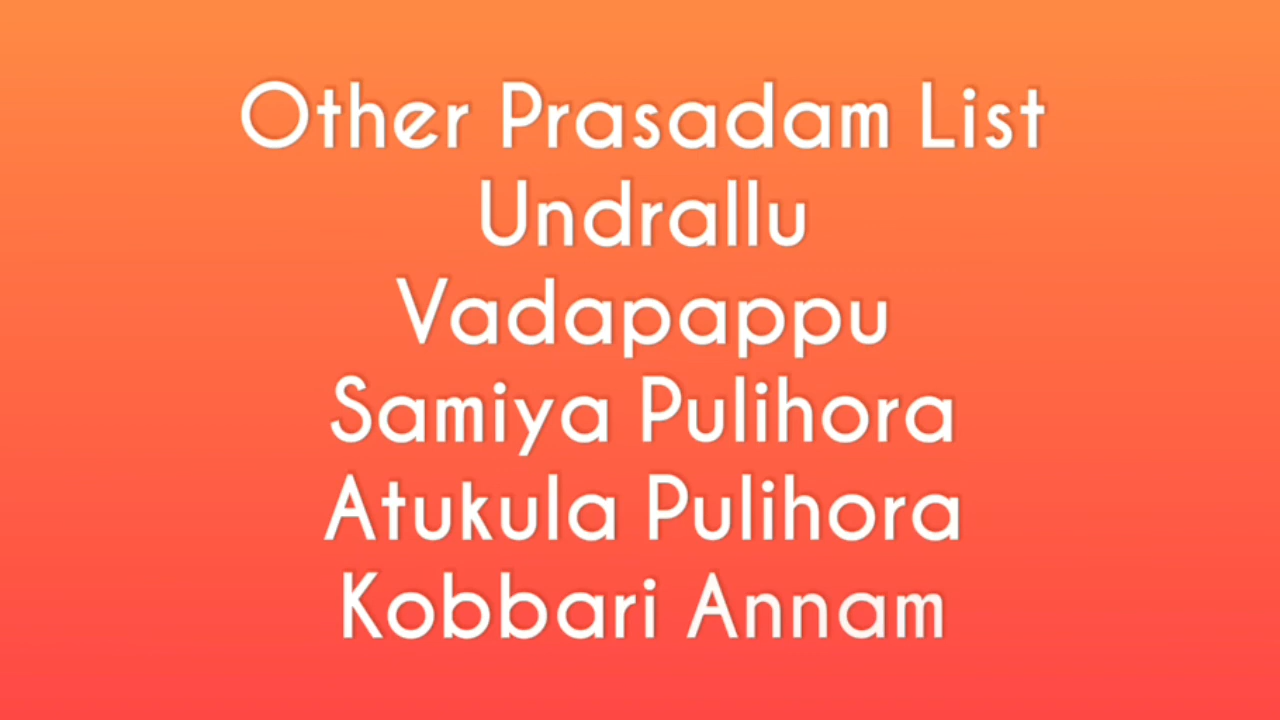 Other Prasadam List
Undrallu
Vadapappu
Samiya Pulihora
Atukula Pulihora
Kobbari Annam